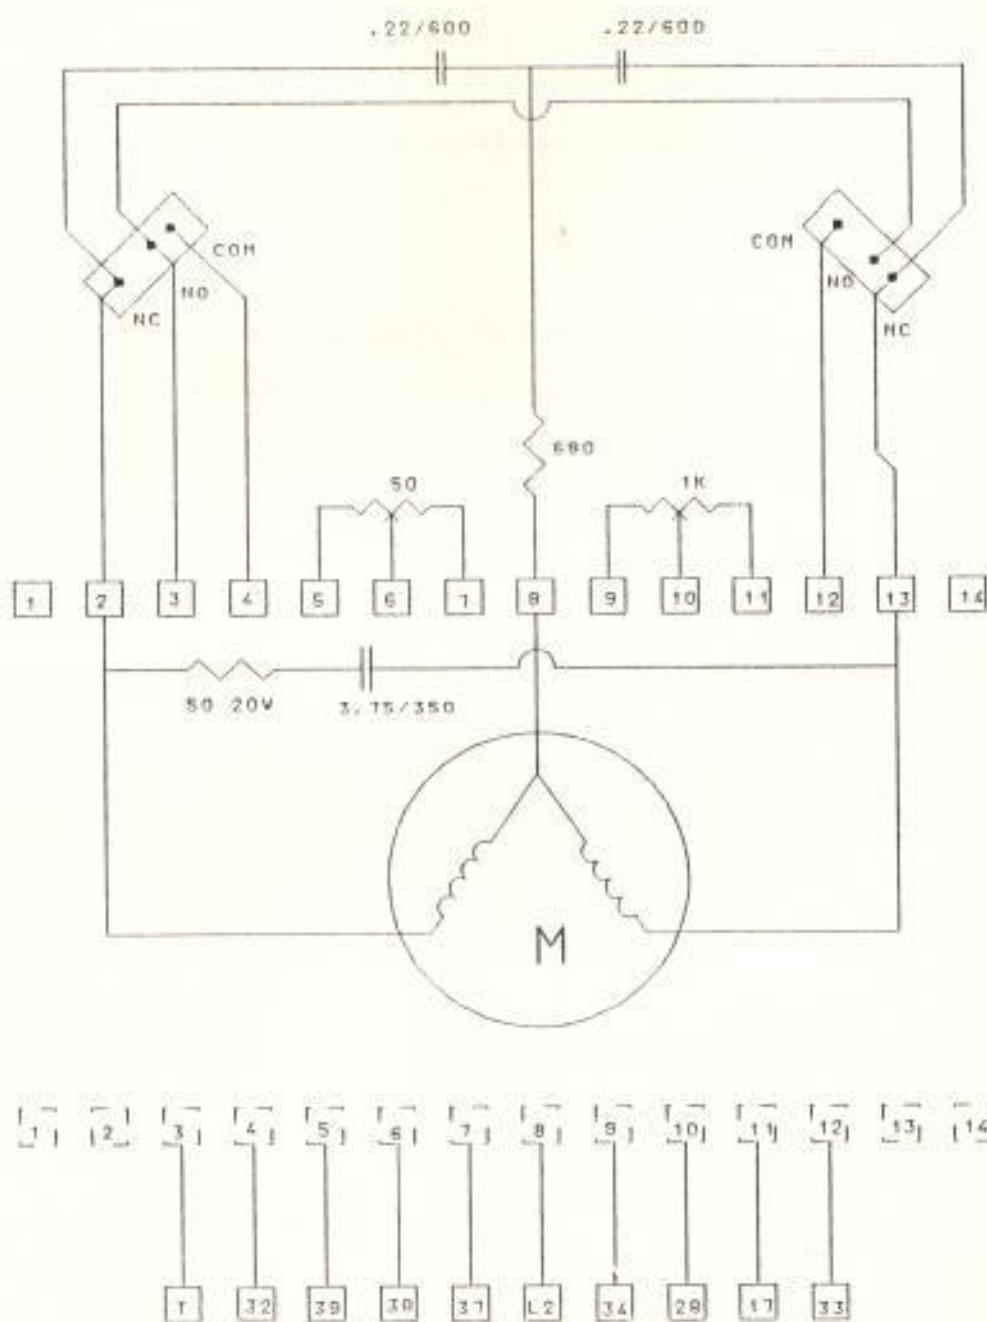 .22/600 .22/600
COM COM
NO NO
NC NC
680
50 1K
1 2 3 4 5 6 7 8 9 10 11 12 13 14
50 20W 3.75/350
M
1 2 3 4 5 6 7 8 9 10 11 12 13 14
T 32 39 38 37 L2 34 28 17 33